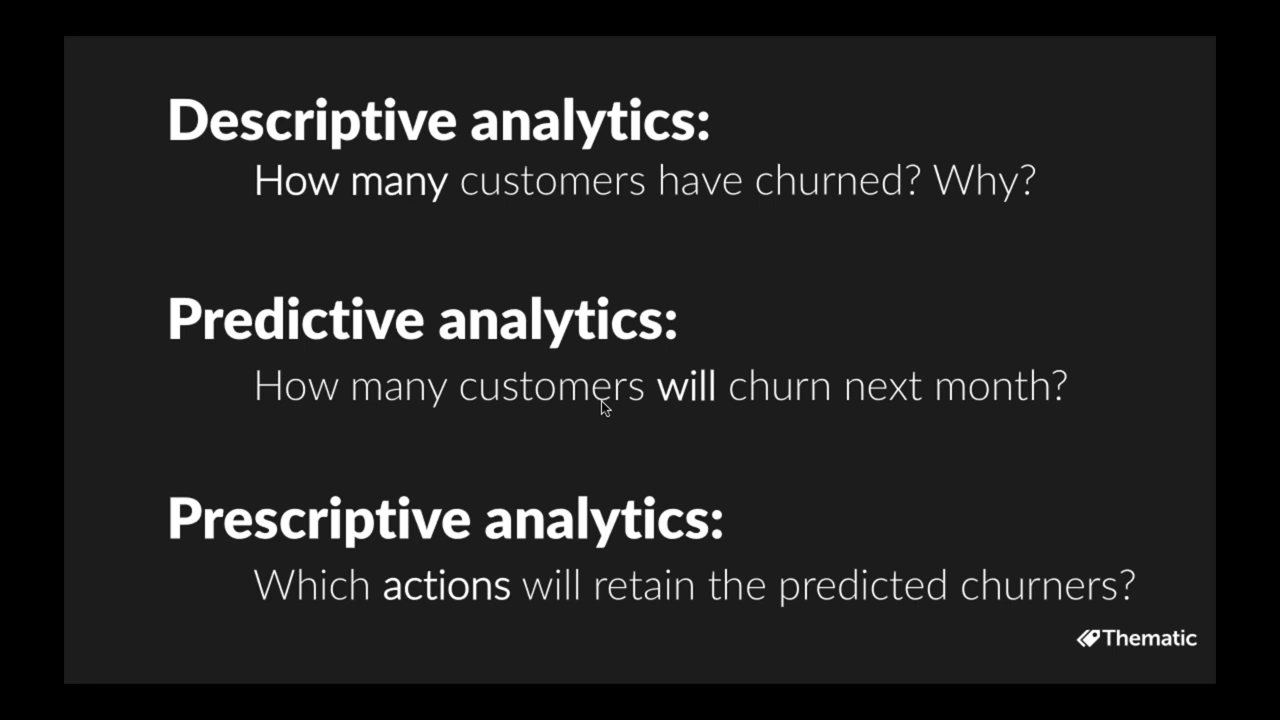 Descriptive analytics:
How many customers have churned? Why?
Predictive analytics:
How many customers will churn next month?
Prescriptive analytics:
Which actions will retain the predicted churners?
Thematic